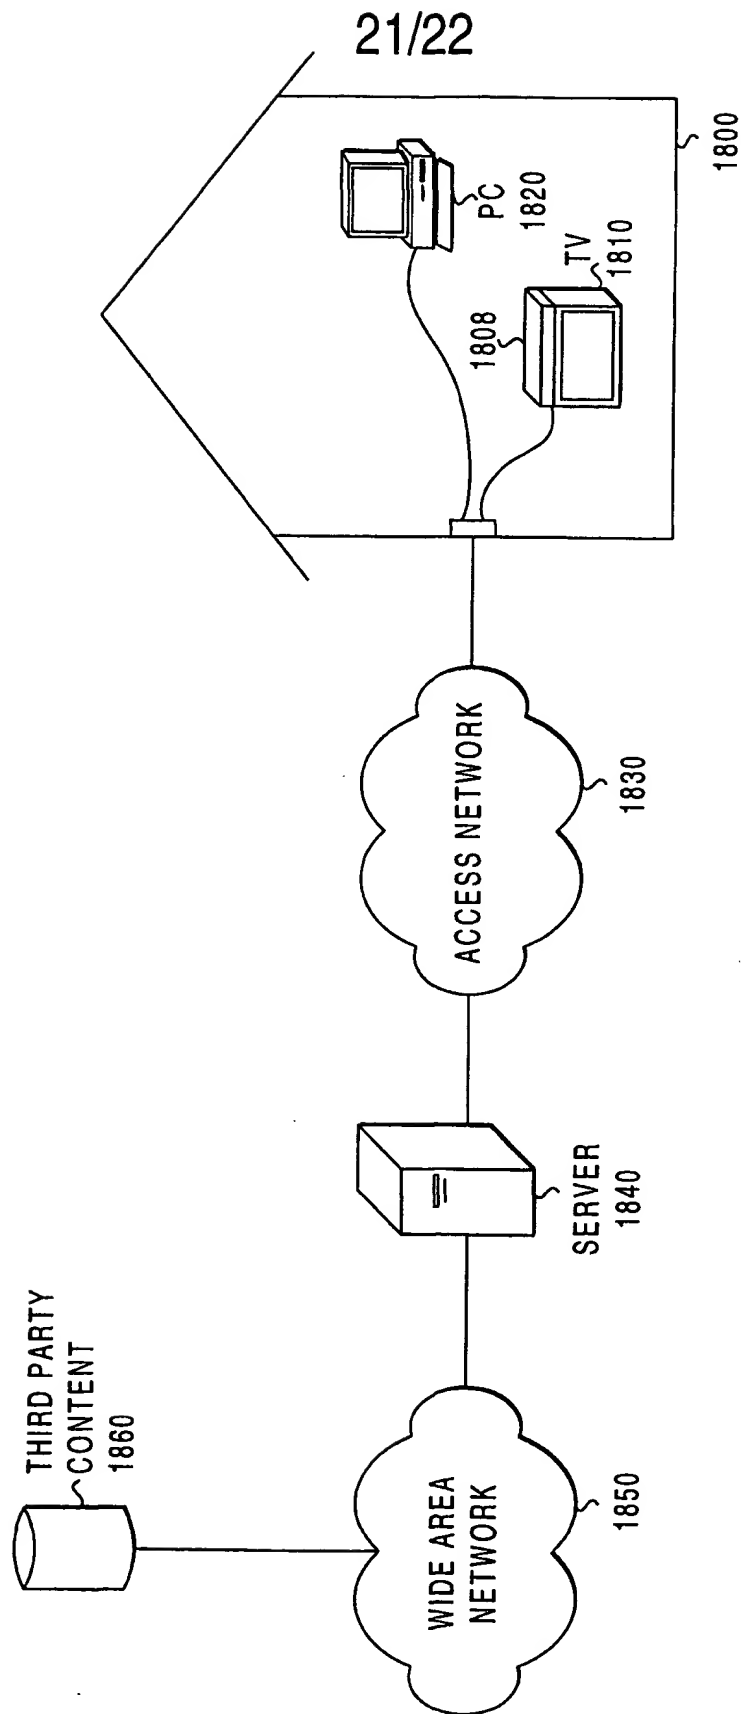 21/22
THIRD PARTY
CONTENT
1860
WIDE AREA
NETWORK
1850
SERVER
1840
ACCESS NETWORK
1830
1808
TV
1810
PC
1820
1800